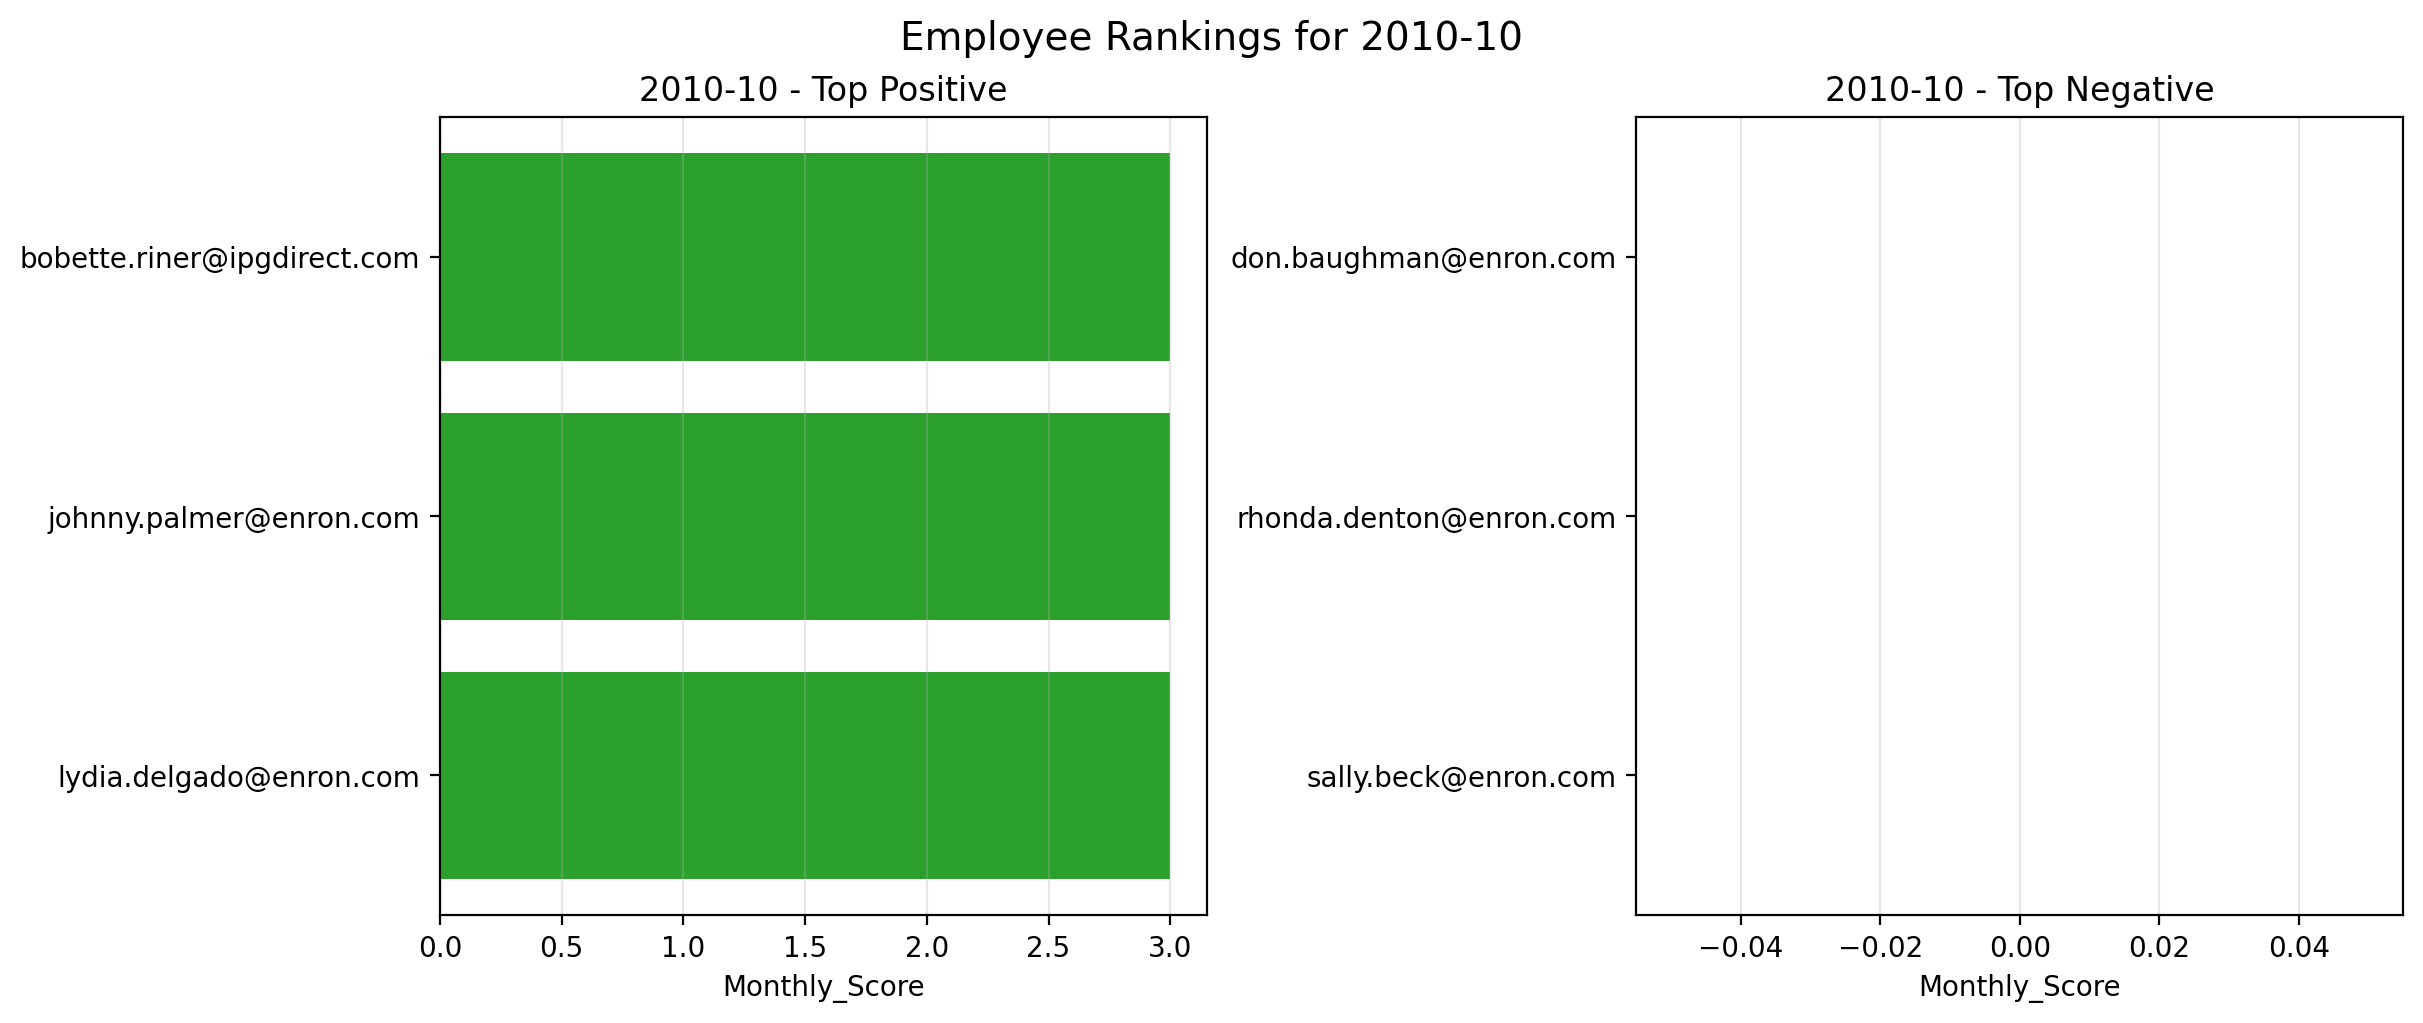 Employee Rankings for 2010-10
2010-10 - Top Positive
bobette.riner@ipgdirect.com
johnny.palmer@enron.com
lydia.delgado@enron.com
0.0 0.5 1.0 1.5 2.0 2.5 3.0
Monthly_Score
2010-10 - Top Negative
don.baughman@enron.com
rhonda.denton@enron.com
sally.beck@enron.com
−0.04 −0.02 0.00 0.02 0.04
Monthly_Score